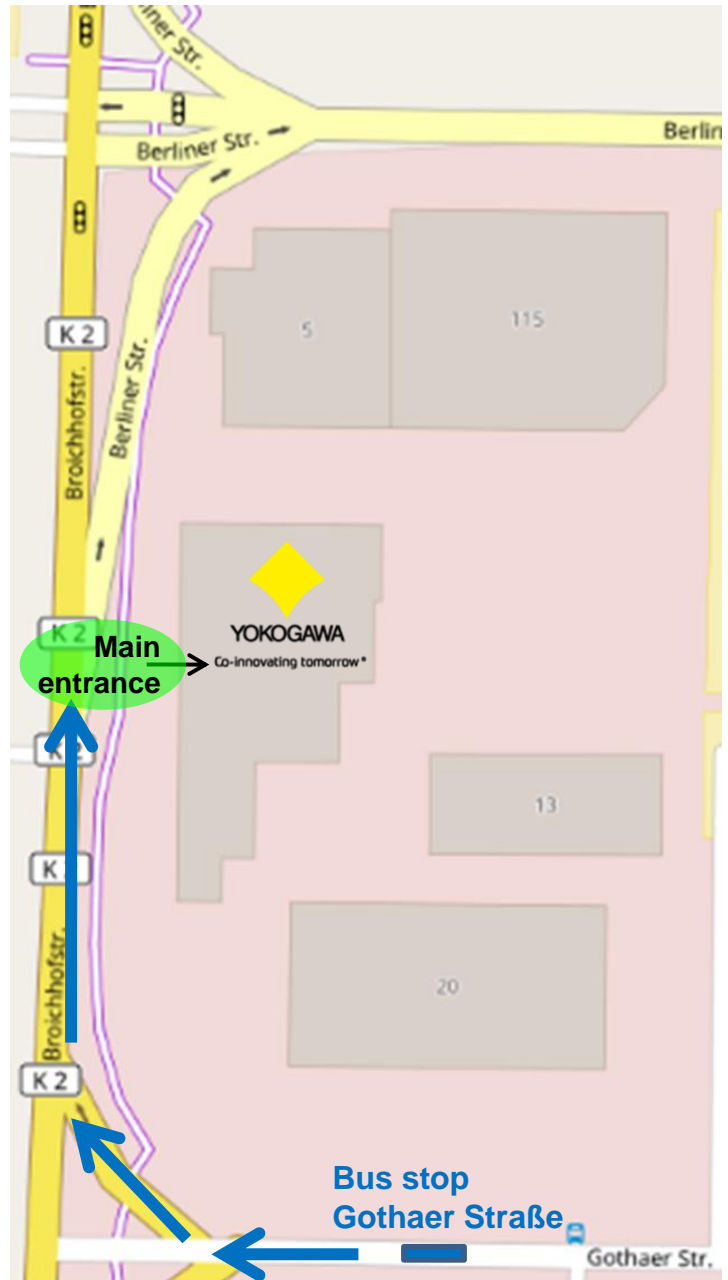 Berliner Str.
Berliner Str.
Berlin
K 2
5
115
Berliner Str.
Broichhofstr.
YOKOGAWA
Co-innovating tomorrow®
K 2
Main
entrance
K 2
13
K 2
Broichhofstr.
20
K 2
Bus stop
Gothaer Straße
Gothaer Str.